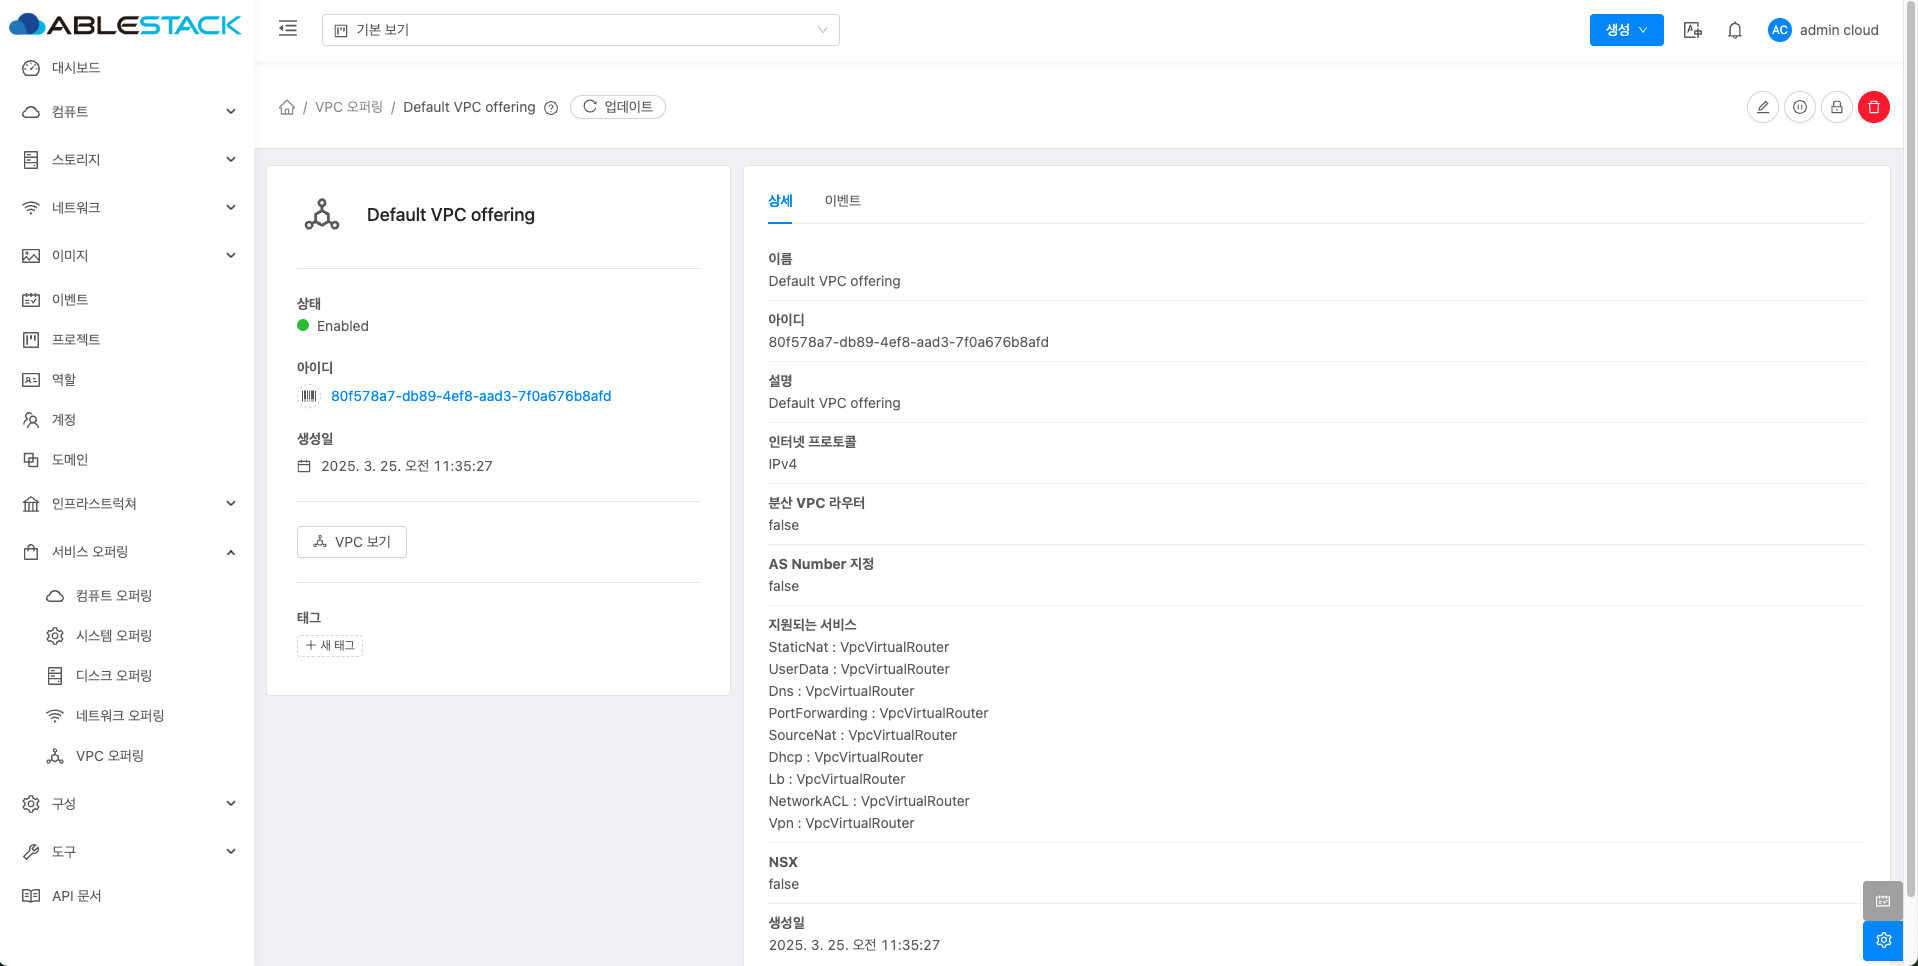 ABLESTACK
기본 보기
생성
AC
admin cloud
대시보드
컴퓨트
스토리지
네트워크
이미지
이벤트
프로젝트
역할
계정
도메인
인프라스트럭쳐
서비스 오퍼링
컴퓨트 오퍼링
시스템 오퍼링
디스크 오퍼링
네트워크 오퍼링
VPC 오퍼링
구성
도구
API 문서
/ VPC 오퍼링 / Default VPC offering
업데이트
Default VPC offering
상태
Enabled
아이디
80f578a7-db89-4ef8-aad3-7f0a676b8afd
생성일
2025. 3. 25. 오전 11:35:27
VPC 보기
태그
+ 새 태그
상세
이벤트
이름
Default VPC offering
아이디
80f578a7-db89-4ef8-aad3-7f0a676b8afd
설명
Default VPC offering
인터넷 프로토콜
IPv4
분산 VPC 라우터
false
AS Number 지정
false
지원되는 서비스
StaticNat : VpcVirtualRouter
UserData : VpcVirtualRouter
Dns : VpcVirtualRouter
PortForwarding : VpcVirtualRouter
SourceNat : VpcVirtualRouter
Dhcp : VpcVirtualRouter
Lb : VpcVirtualRouter
NetworkACL : VpcVirtualRouter
Vpn : VpcVirtualRouter
NSX
false
생성일
2025. 3. 25. 오전 11:35:27